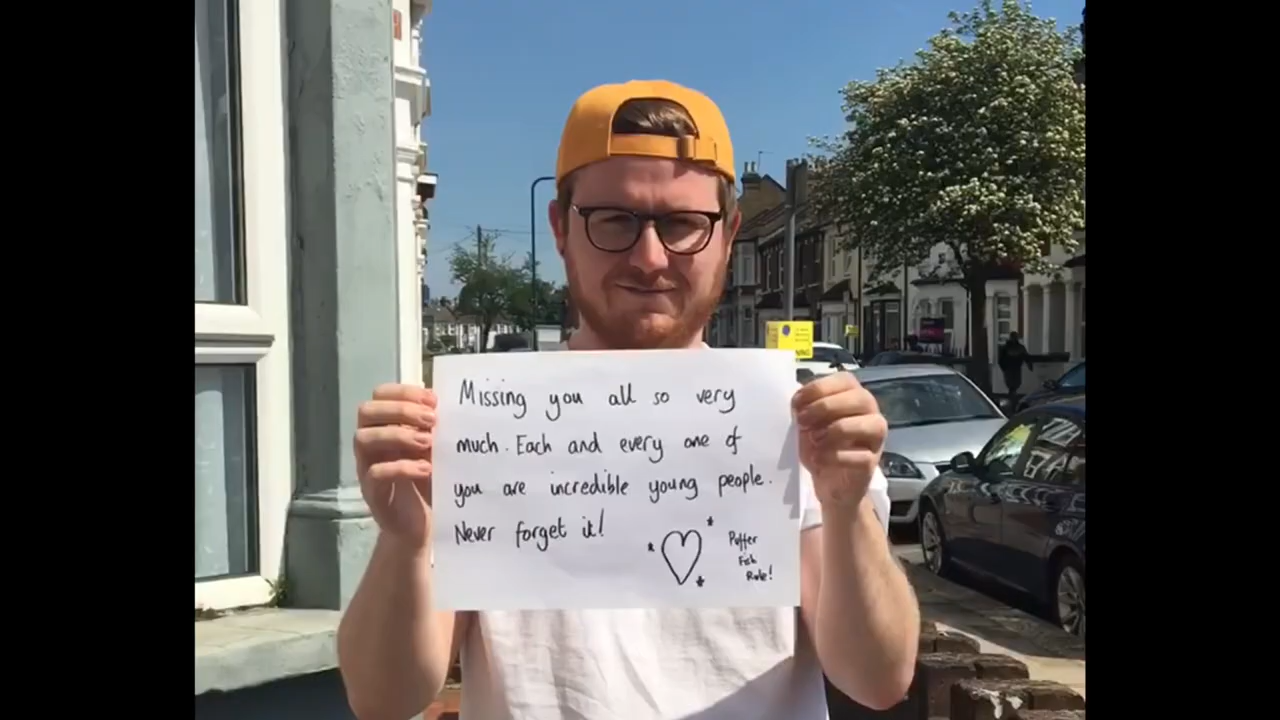 Missing you all so very
much. Each and every one of
you are incredible young people.
Never forget it!
Puffer
Fish
Rule!